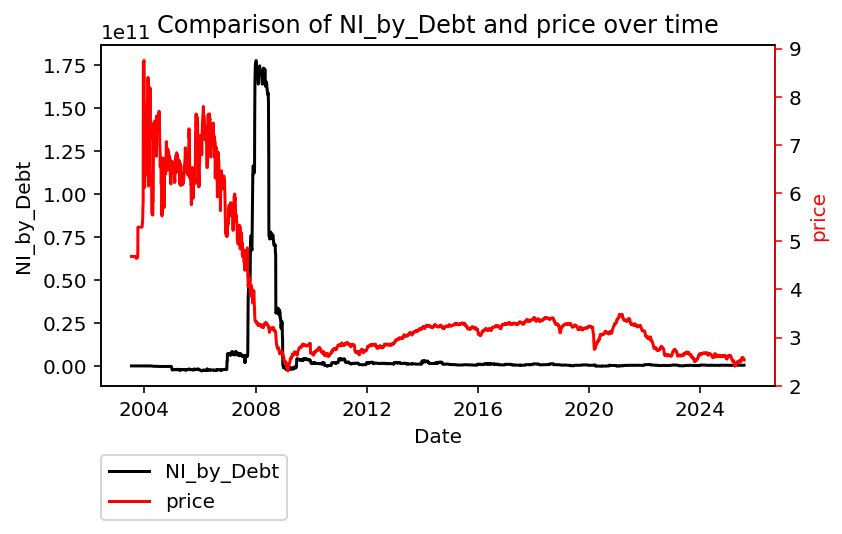 Comparison of NI_by_Debt and price over time
1e11
1.75
1.50
1.25
1.00
0.75
0.50
0.25
0.00
NI_by_Debt
9
8
7
6
5
4
3
2
price
2004 2008 2012 2016 2020 2024
Date
NI_by_Debt
price